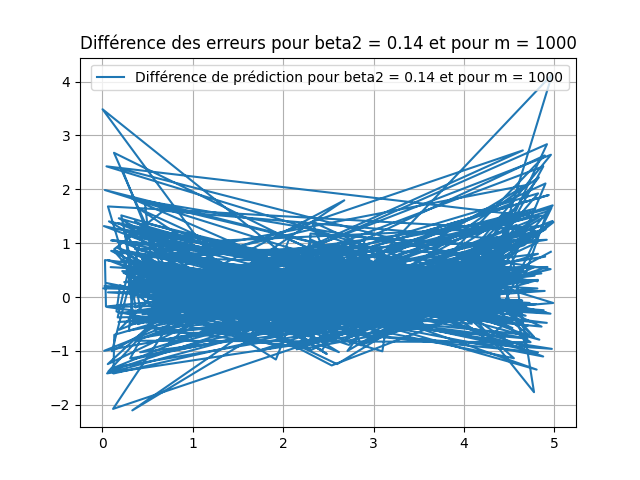 Différence des erreurs pour beta2 = 0.14 et pour m = 1000
Différence de prédiction pour beta2 = 0.14 et pour m = 1000
4
3
2
1
0
−1
−2
0 1 2 3 4 5